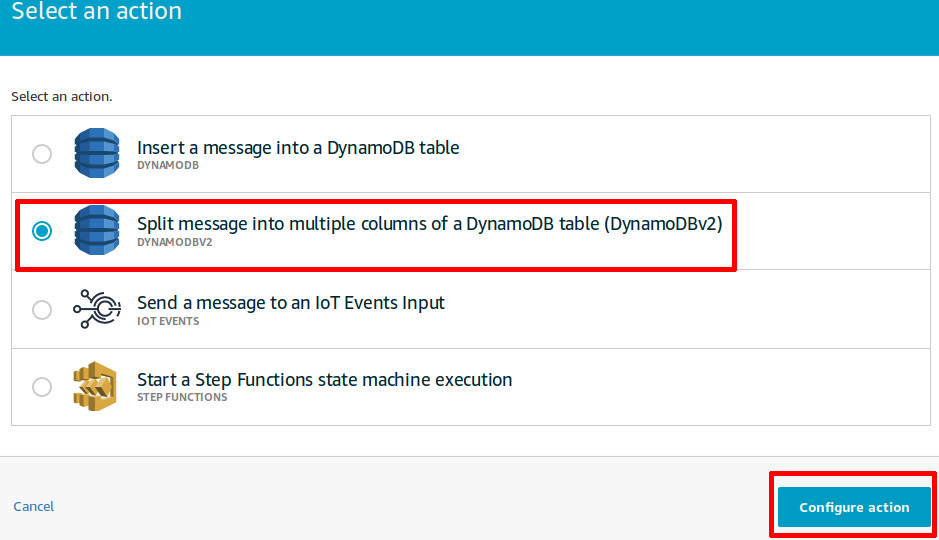 Select an action
Select an action.
Insert a message into a DynamoDB table
DYNAMODB
Split message into multiple columns of a DynamoDB table (DynamoDBv2)
DYNAMODBV2
Send a message to an IoT Events Input
IOT EVENTS
Start a Step Functions state machine execution
STEP FUNCTIONS
Cancel
Configure action